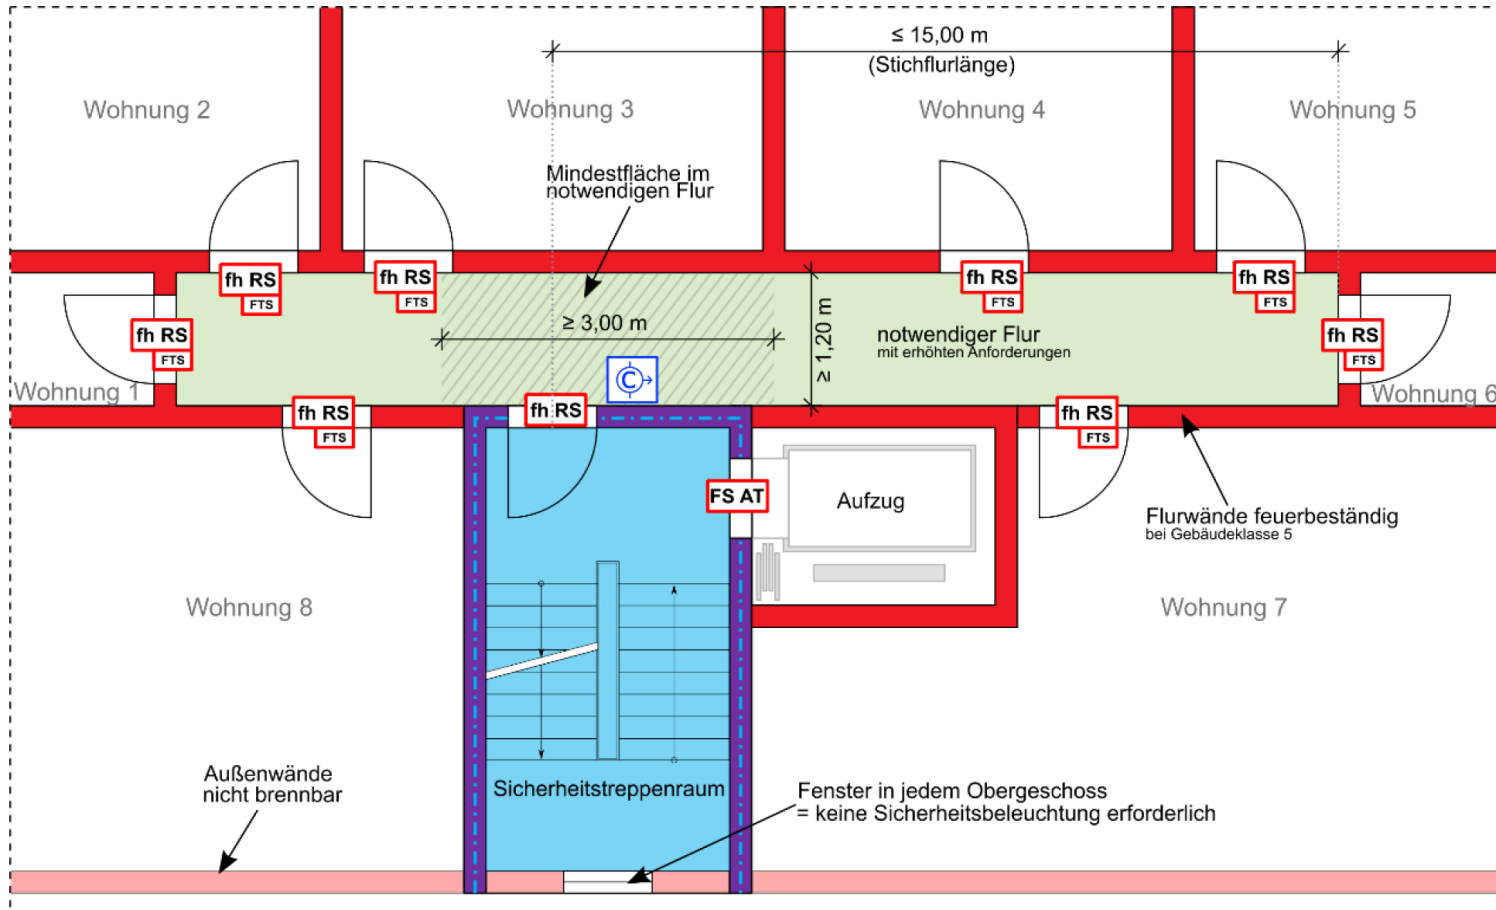 ≤ 15,00 m
(Stichflurlänge)
Wohnung 2
Wohnung 3
Wohnung 4
Wohnung 5
Mindestfläche im
notwendigen Flur
fh RS
FTS
fh RS
FTS
fh RS
FTS
fh RS
FTS
fh RS
FTS
≥ 3,00 m
≥ 1,20 m
notwendiger Flur
mit erhöhten Anforderungen
fh RS
FTS
C
Wohnung 1
Wohnung 6
fh RS
FTS
fh RS
fh RS
FTS
FS AT
Aufzug
Flurwände feuerbeständig
bei Gebäudeklasse 5
Wohnung 8
Wohnung 7
Außenwände
nicht brennbar
Sicherheitstreppenraum
Fenster in jedem Obergeschoss
= keine Sicherheitsbeleuchtung erforderlich